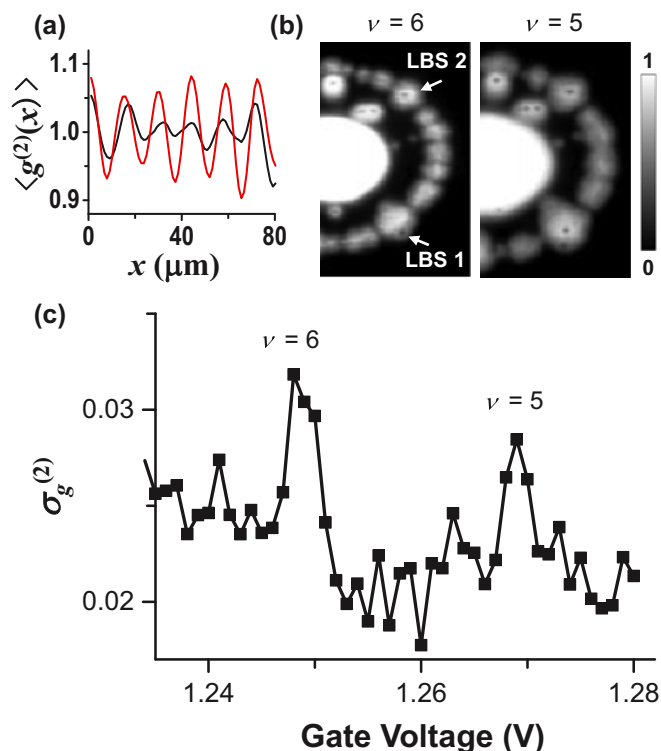 (a)
1.1
1.0
0.9
⟨g(2)(x)⟩
0
40
80
x (μm)
(b)
ν = 6
ν = 5
LBS 2
LBS 1
1
0
(c)
ν = 6
ν = 5
0.03
0.02
σg(2)
1.24
1.26
1.28
Gate Voltage (V)